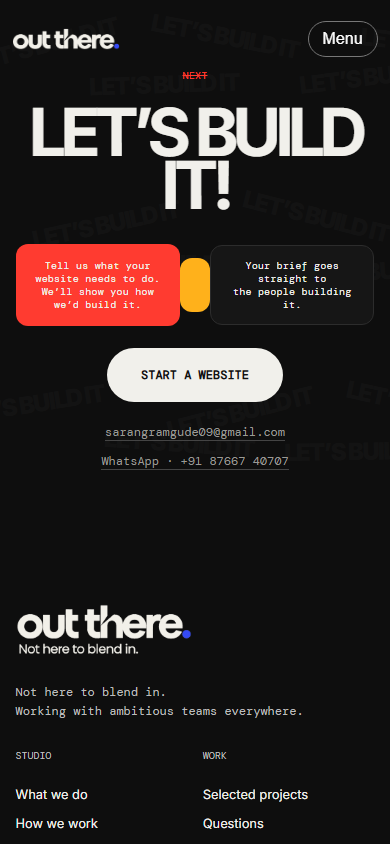 out there.
Menu
NEXT
LET'S BUILD
IT!
Tell us what your
website needs to do.
We'll show you how
we'd build it.
Your brief goes
straight to
the people building
it.
START A WEBSITE
sarangramgude09@gmail.com
WhatsApp · +91 87667 40707
out there.
Not here to blend in.
Not here to blend in.
Working with ambitious teams everywhere.
STUDIO
WORK
What we do
Selected projects
How we work
Questions